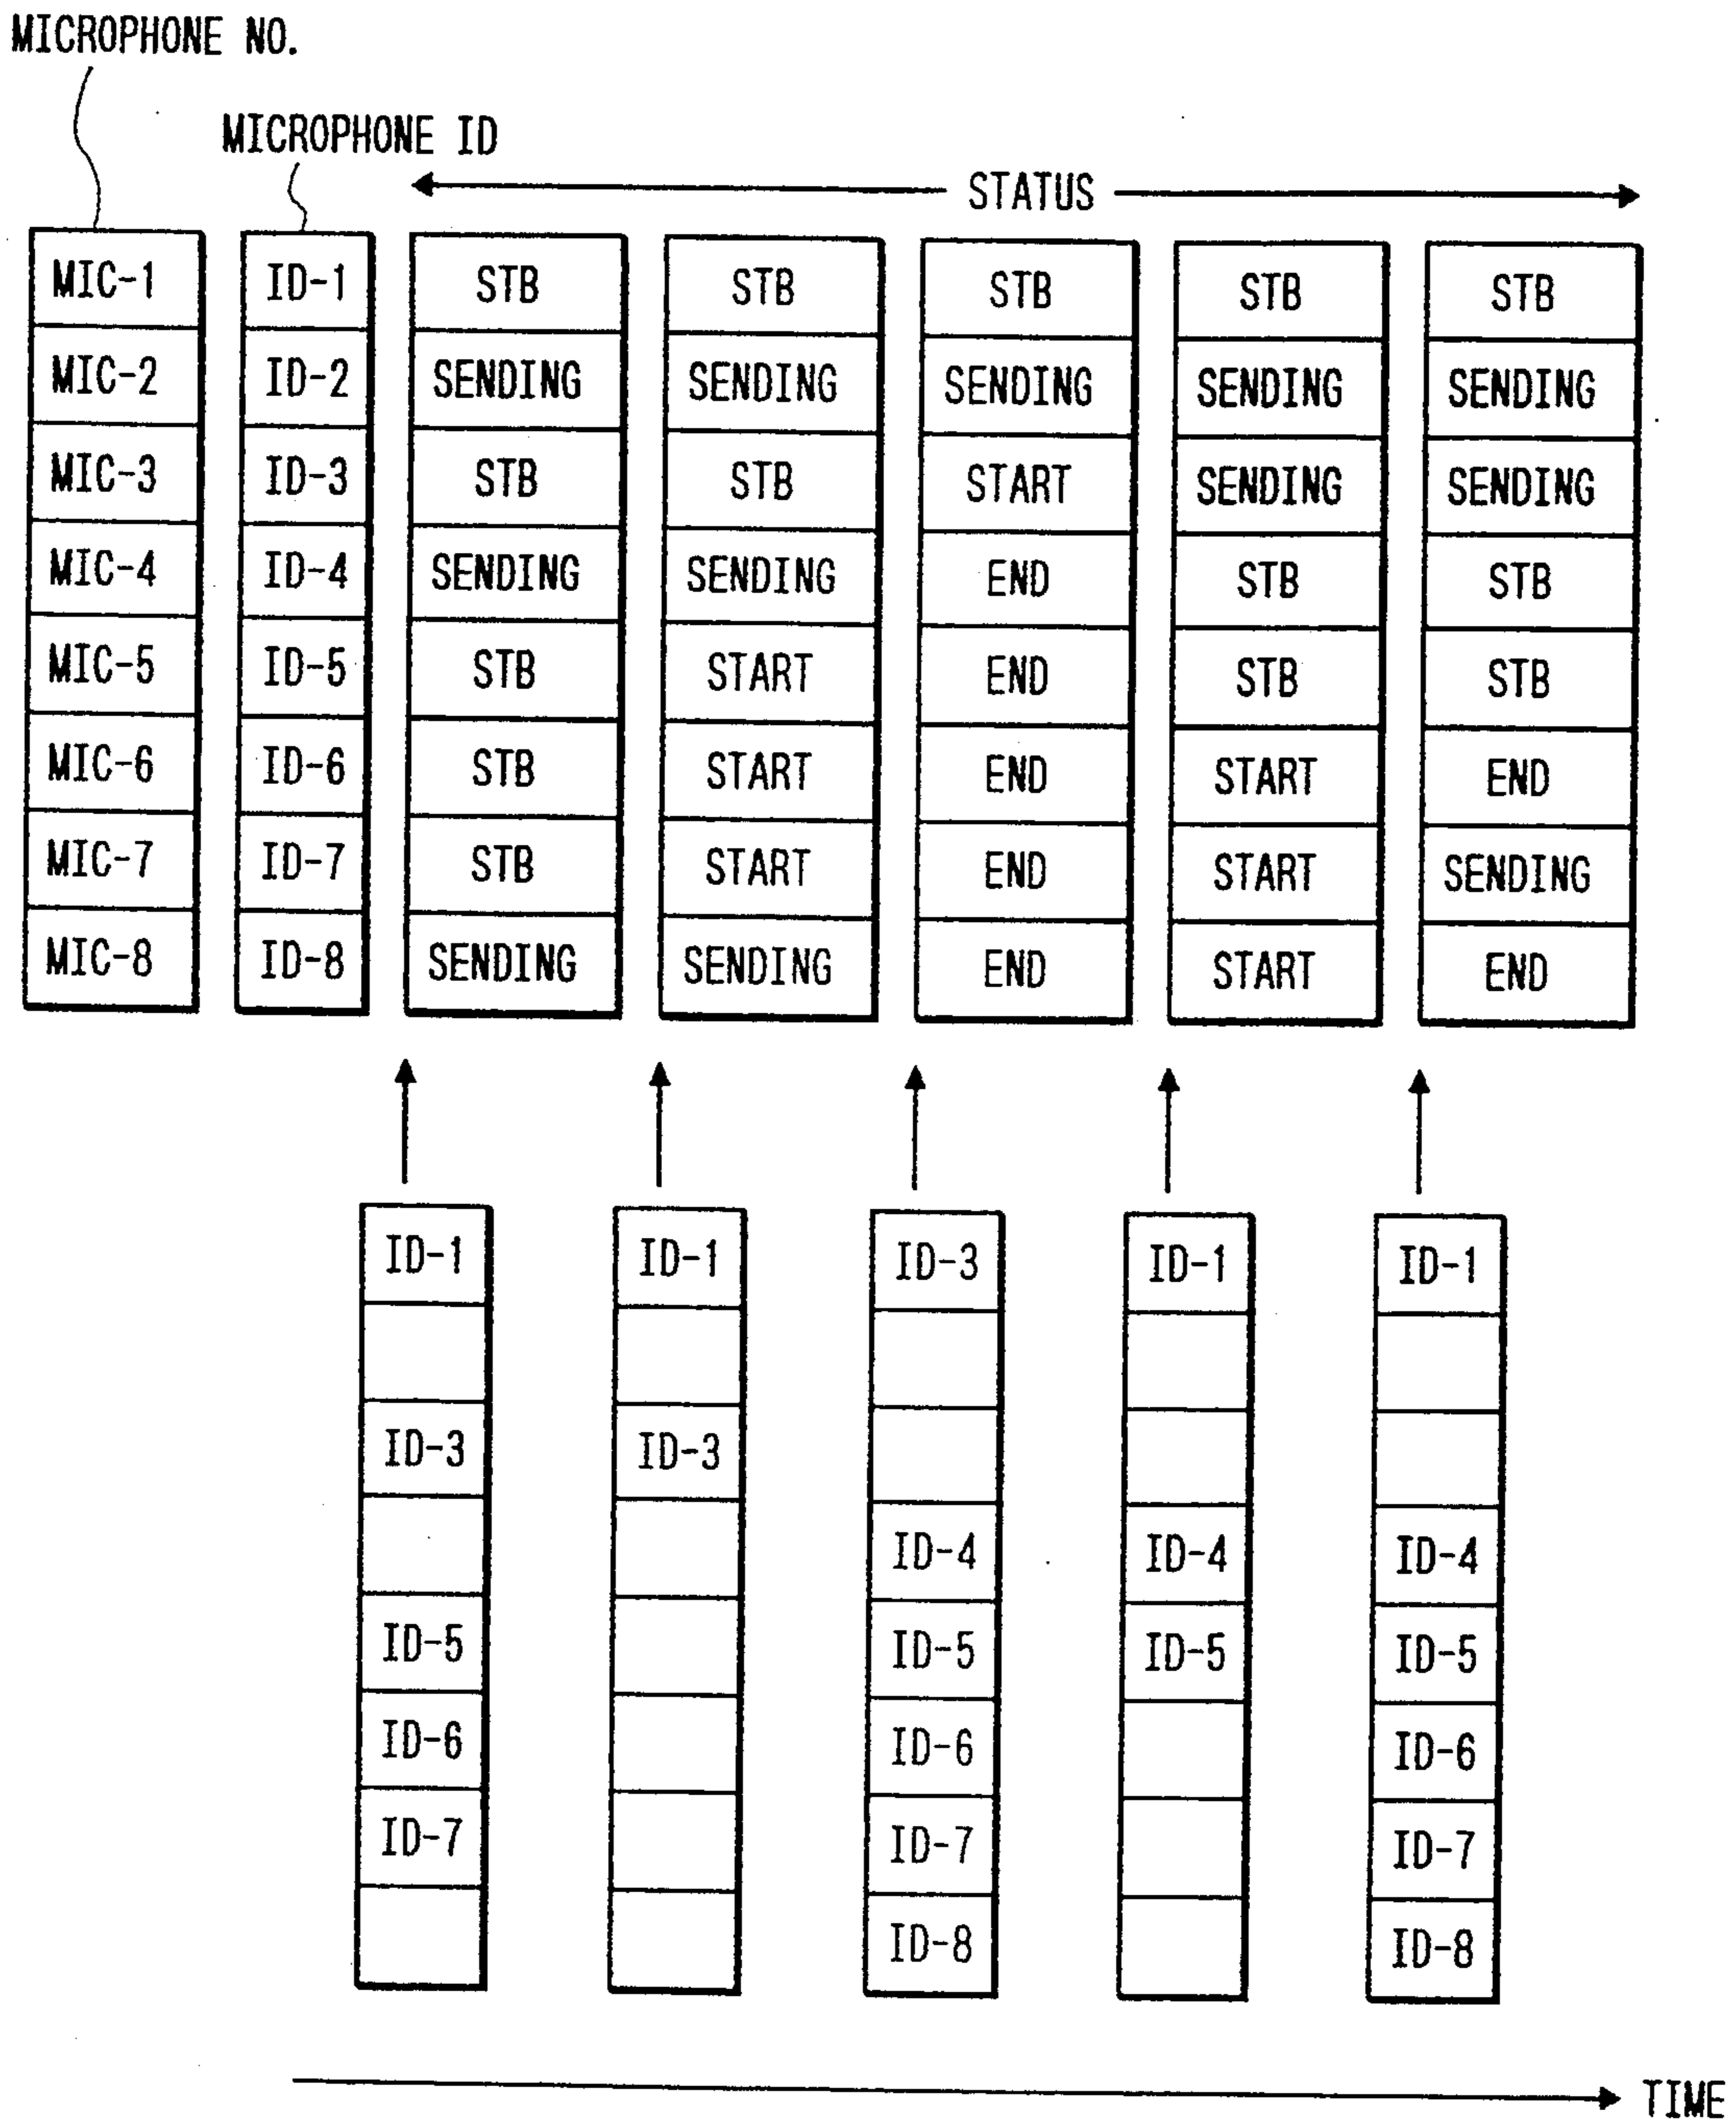 MICROPHONE NO.
MICROPHONE ID
STATUS
MIC-1 ID-1 STB STB STB STB STB
MIC-2 ID-2 SENDING SENDING SENDING SENDING SENDING
MIC-3 ID-3 STB STB START SENDING SENDING
MIC-4 ID-4 SENDING SENDING END STB STB
MIC-5 ID-5 STB START END STB STB
MIC-6 ID-6 STB START END START END
MIC-7 ID-7 STB START END START SENDING
MIC-8 ID-8 SENDING SENDING END START END
ID-1 ID-1 ID-3 ID-1 ID-1
ID-3 ID-3
ID-4 ID-4 ID-4
ID-5 ID-5 ID-5 ID-5
ID-6 ID-6 ID-6
ID-7 ID-7 ID-7
ID-8 ID-8
TIME